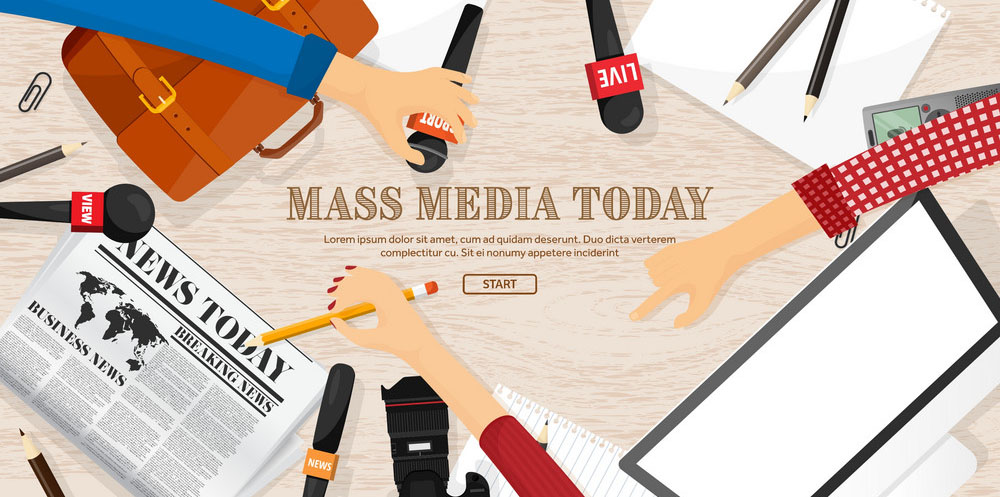 PORT
LIVE
VIEW
MASS MEDIA TODAY
Lorem ipsum dolor sit amet, cum ad quidam deserunt. Duo dicta verterem
complectitur cu. Sit ei nonumy appetere inciderint
START
NEWS TODAY
BUSINESS NEWS
BREAKING NEWS
NEWS